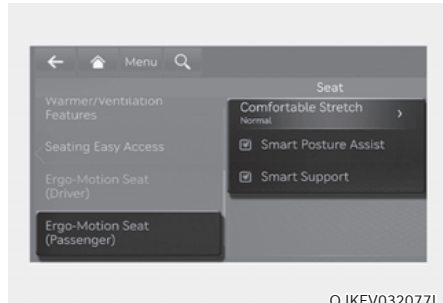 Menu
Seat
Warmer/Ventilation
Features
Seating Easy Access
Ergo-Motion Seat
(Driver)
Ergo-Motion Seat
(Passenger)
Comfortable Stretch
Normal
Smart Posture Assist
Smart Support
OJKEV032077L